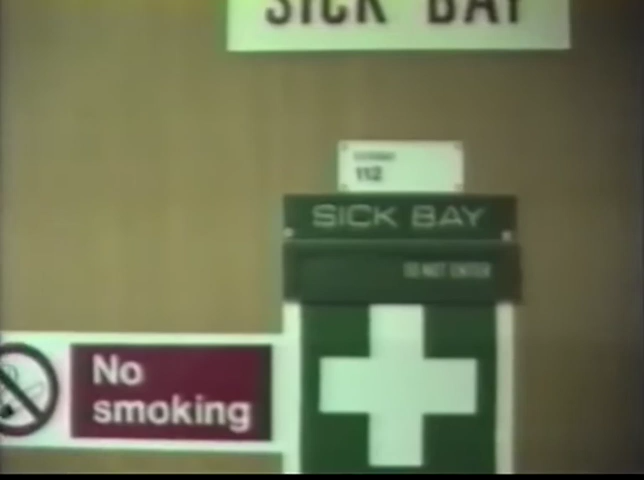 SICK BAY
112
SICK BAY
DO NOT ENTER
No
smoking